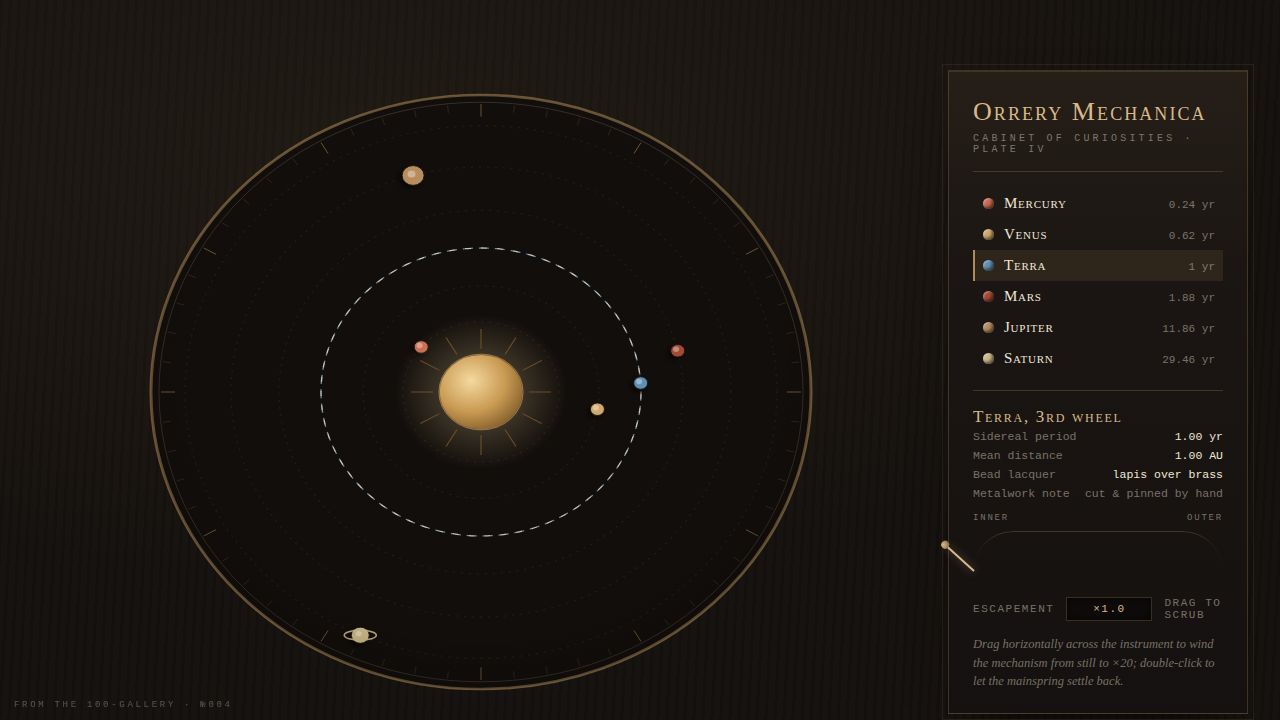 Orrery Mechanica
CABINET OF CURIOSITIES ·
PLATE IV
Mercury 0.24 yr
Venus 0.62 yr
Terra 1 yr
Mars 1.88 yr
Jupiter 11.86 yr
Saturn 29.46 yr
Terra, 3rd wheel
Sidereal period 1.00 yr
Mean distance 1.00 AU
Bead lacquer lapis over brass
Metalwork note cut & pinned by hand
INNER OUTER
ESCAPEMENT ×1.0 DRAG TO
SCRUB
Drag horizontally across the instrument to wind
the mechanism from still to ×20; double-click to
let the mainspring settle back.
FROM THE 100-GALLERY · №004